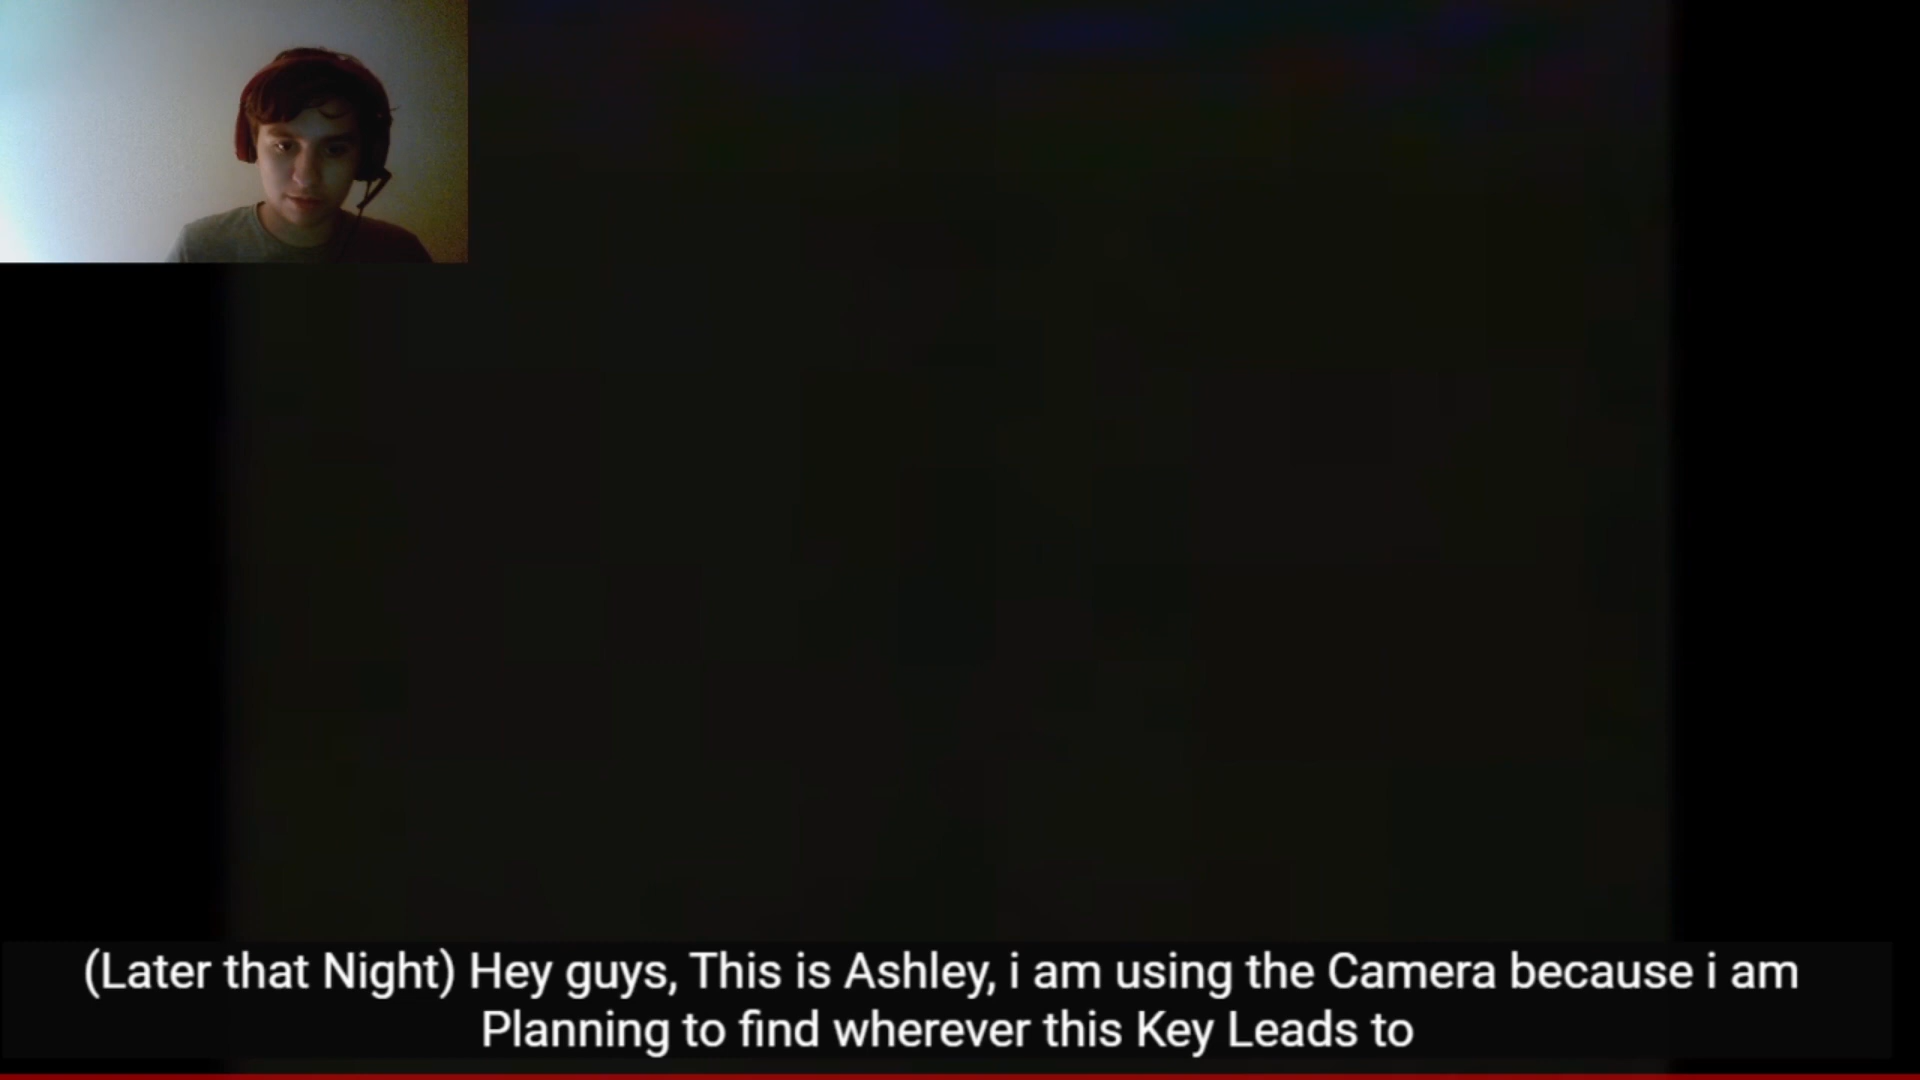 (Later that Night) Hey guys, This is Ashley, i am using the Camera because i am
Planning to find wherever this Key Leads to